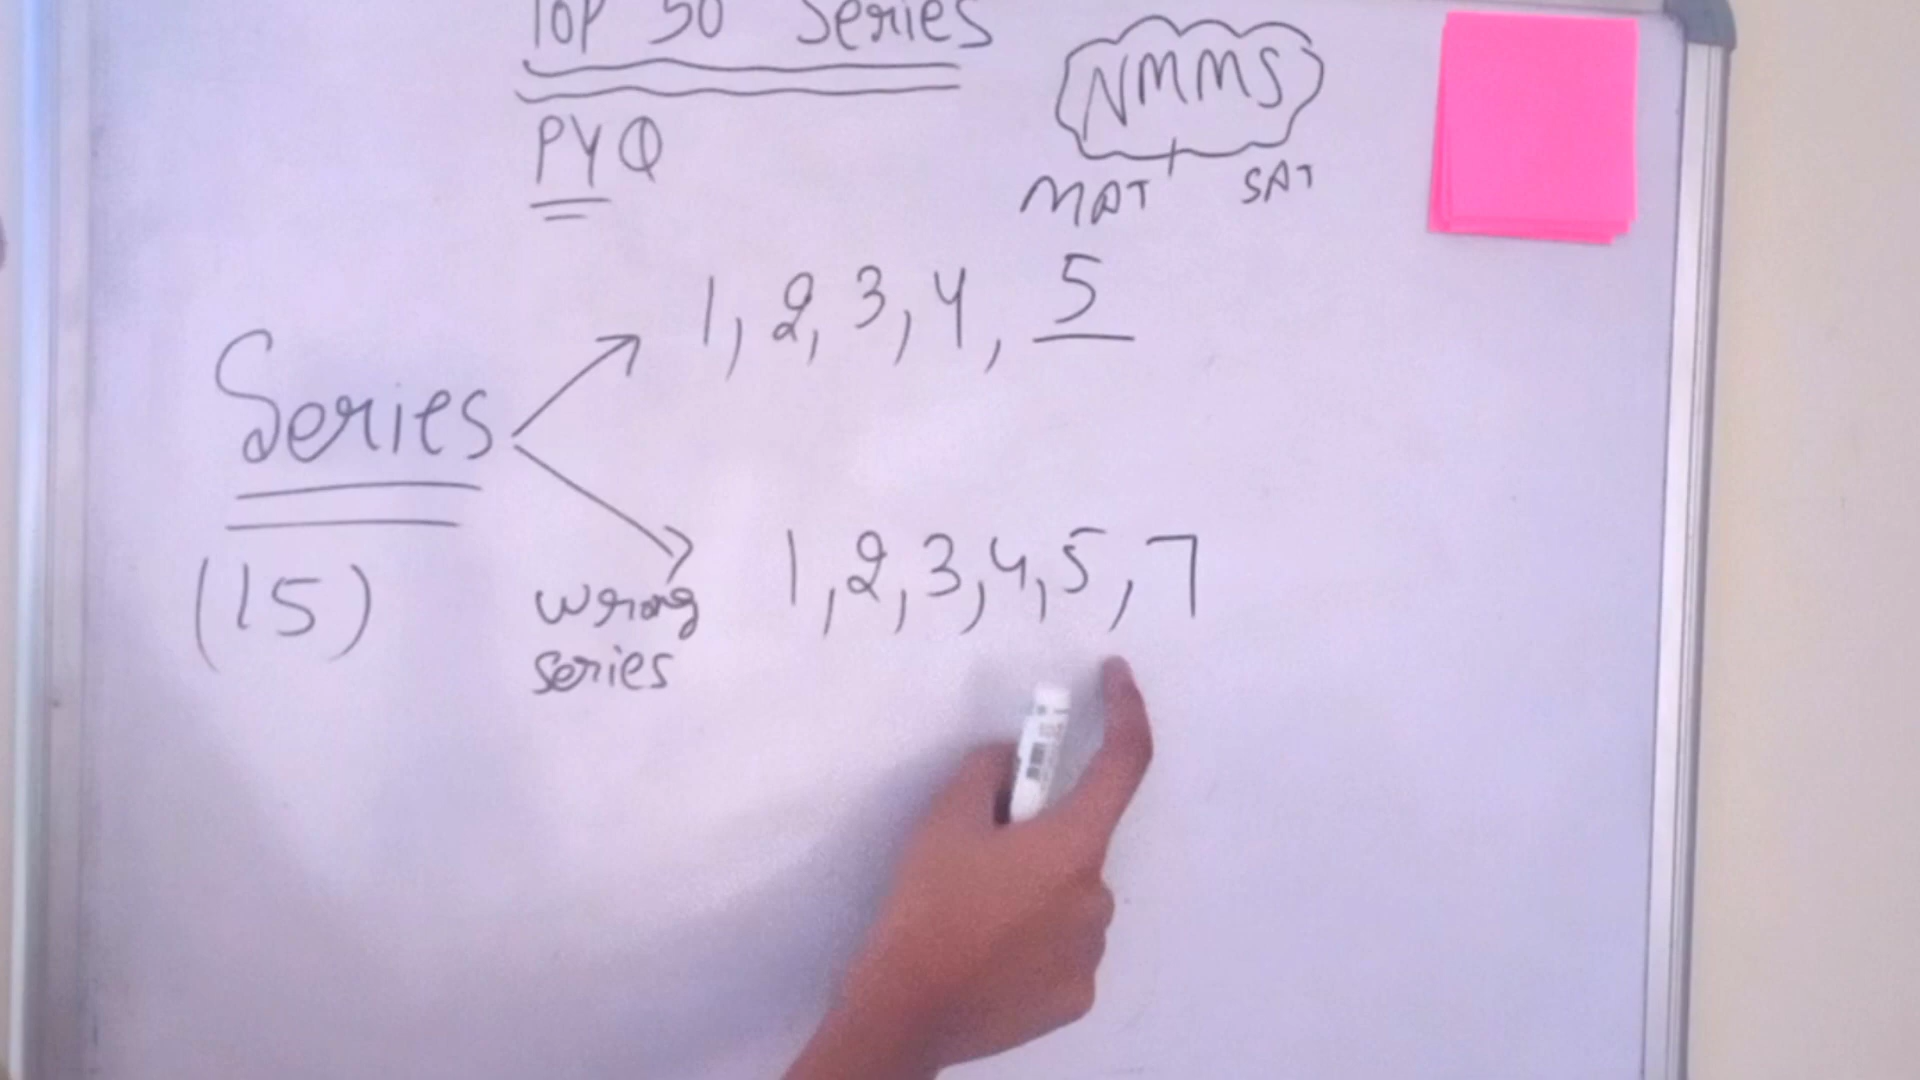 Top 50 Series
NMMS
PYQ
MAT SAT
1, 2, 3, 4, 5
Series
(15)
wrong
series
1, 2, 3, 4, 5, 7